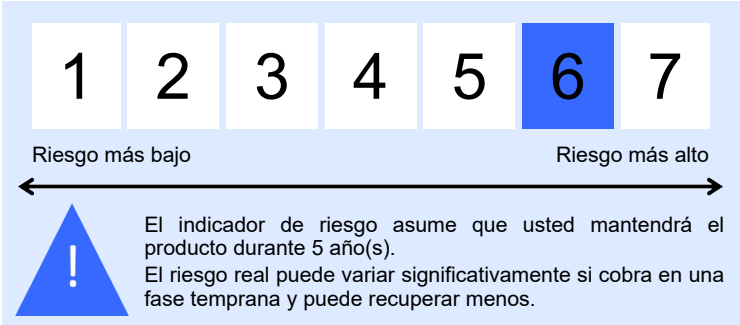 1 2 3 4 5 6 7
Riesgo más bajo Riesgo más alto
!
El indicador de riesgo asume que usted mantendrá el
producto durante 5 año(s).
El riesgo real puede variar significativamente si cobra en una
fase temprana y puede recuperar menos.